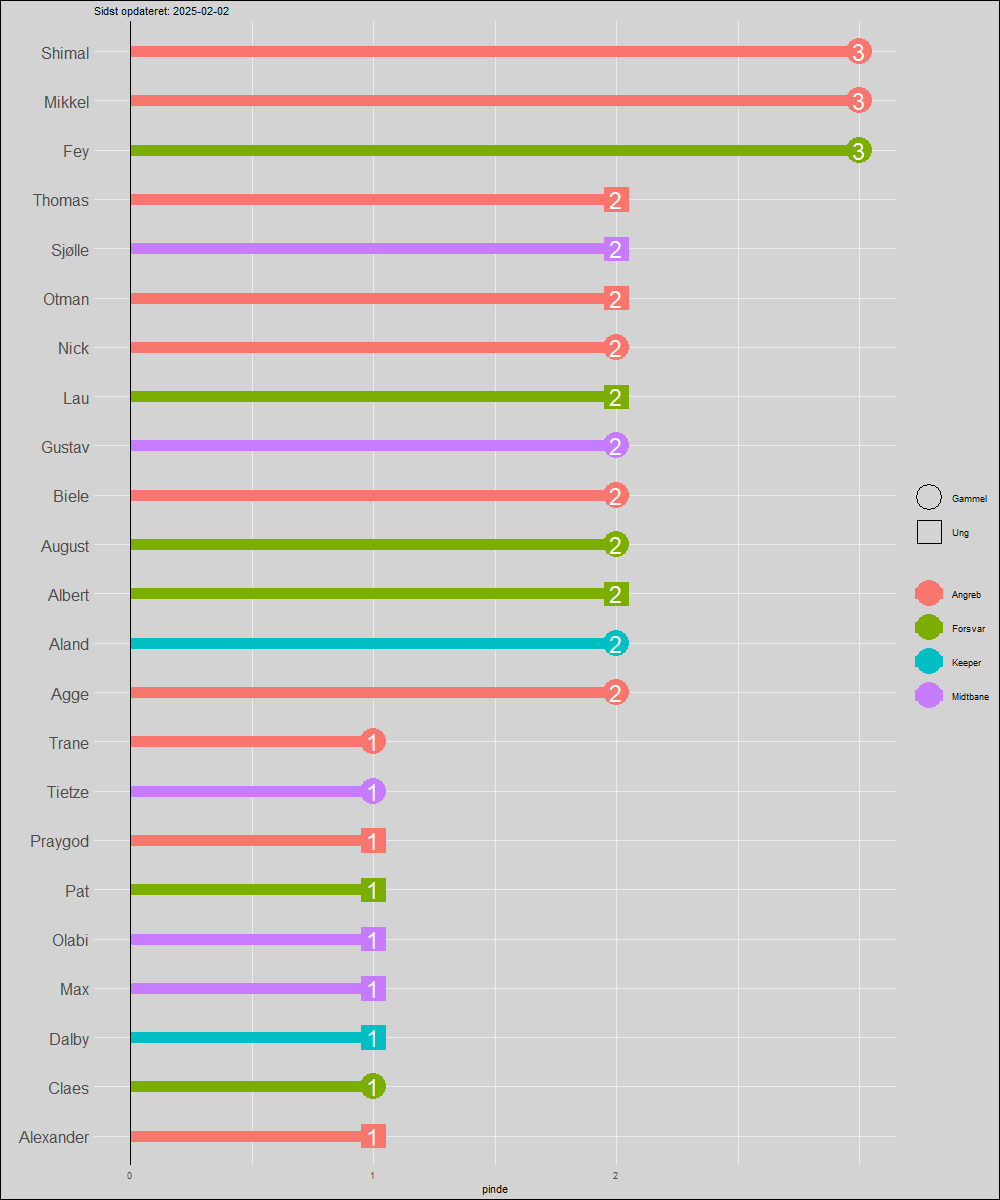 Sidst opdateret: 2025-02-02
Shimal 3
Mikkel 3
Fey 3
Thomas 2
Sjølle 2
Otman 2
Nick 2
Lau 2
Gustav 2
Biele 2
August 2
Albert 2
Aland 2
Agge 2
Trane 1
Tietze 1
Praygod 1
Pat 1
Olabi 1
Max 1
Dalby 1
Claes 1
Alexander 1
0 1 2
pinde
Gammel
Ung
Angreb
Forsvar
Keeper
Midtbane